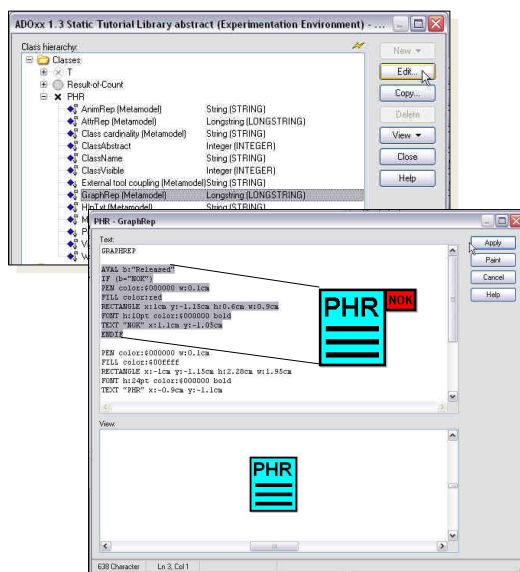 ADOxx 1.3 Static Tutorial Library abstract (Experimentation Environment) - ...
Class hierarchy:
Classes
T
Result-of-Count
PHR
AnimRep (Metamodel) String (STRING)
AttrRep (Metamodel) Longstring (LONGSTRING)
Class cardinality (Metamodel) String (STRING)
ClassAbstract Integer (INTEGER)
ClassName String (STRING)
ClassVisible Integer (INTEGER)
External tool coupling (Metamodel) String (STRING)
GraphRep (Metamodel) Longstring (LONGSTRING)
HlpTxt (Metamodel) String (STRING)
New
Edit...
Copy...
Delete
View
Close
Help
PHR - GraphRep
Text:
GRAPHREP
AVAL b:"Released"
IF (b="NOK")
PEN color:$000000 w:0.1cm
FILL color:red
RECTANGLE x:1cm y:-1.15cm h:0.6cm w:0.9cm
FONT h:10pt color:$000000 bold
TEXT "NOK" x:1.1cm y:-1.05cm
ENDIF
PEN color:$000000 w:0.1cm
FILL color:$00ffff
RECTANGLE x:-1cm y:-1.15cm h:2.28cm w:1.95cm
FONT h:24pt color:$000000 bold
TEXT "PHR" x:-0.9cm y:-1.1cm
PHR
NOK
Apply
Paint
Cancel
Help
View:
PHR
638 Character Ln 3, Col 1